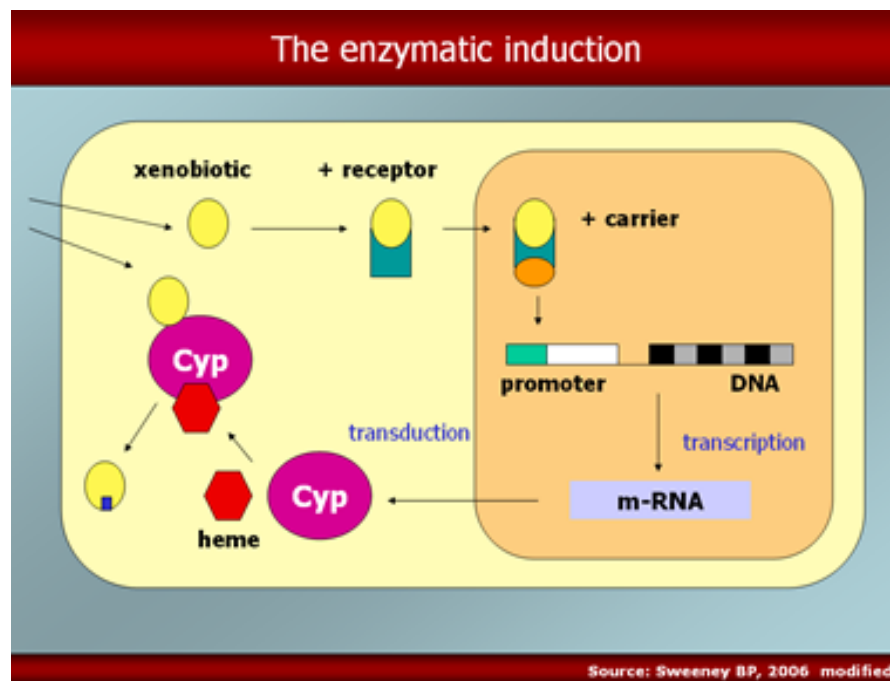 The enzymatic induction
xenobiotic
+ receptor
+ carrier
Cyp
promoter
DNA
transduction
transcription
Cyp
m-RNA
heme
Source: Sweeney BP, 2006 modified